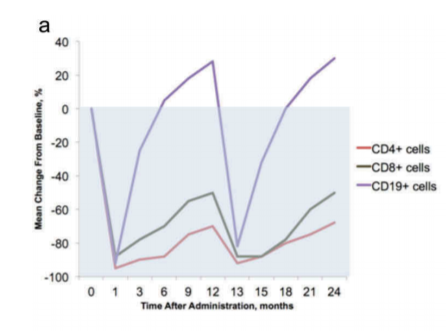 a
Mean Change From Baseline, %
40
20
0
-20
-40
-60
-80
-100
0 1 3 6 9 12 13 15 18 21 24
Time After Administration, months
CD4+ cells
CD8+ cells
CD19+ cells